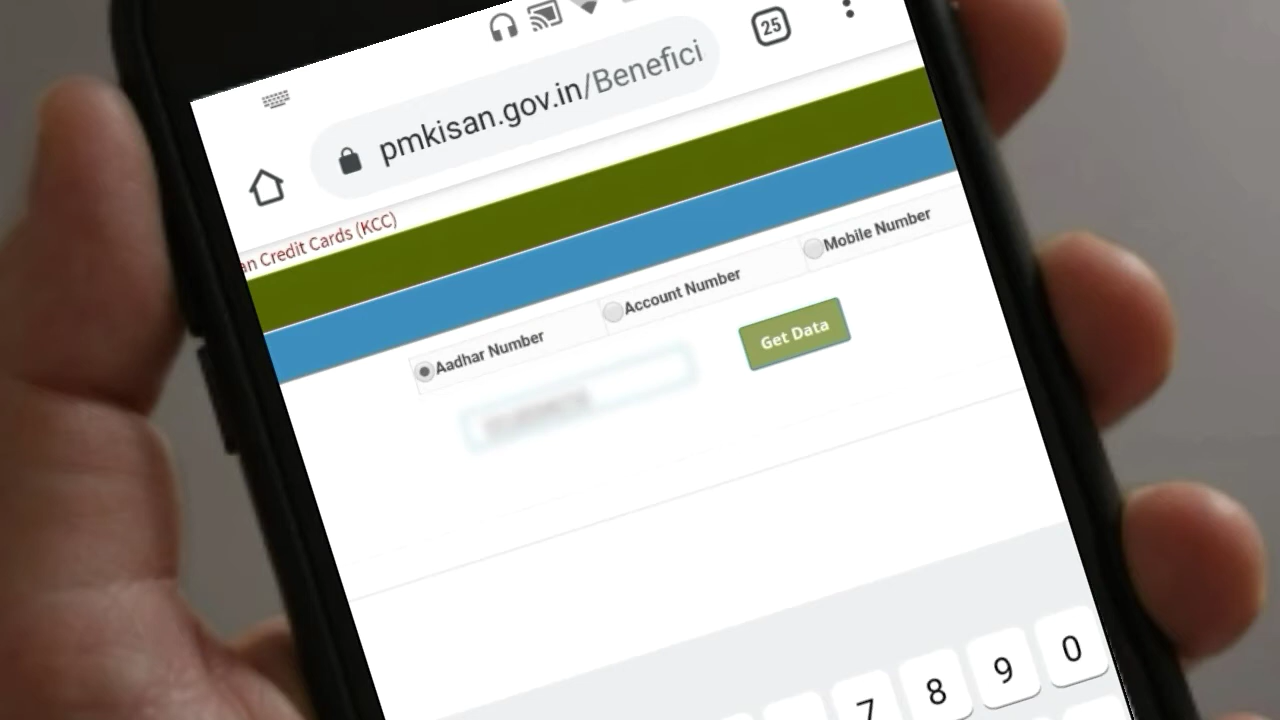 25
pmkisan.gov.in/Benefici
an Credit Cards (KCC)
Aadhar Number
Account Number
Mobile Number
Get Data
7 8 9 0